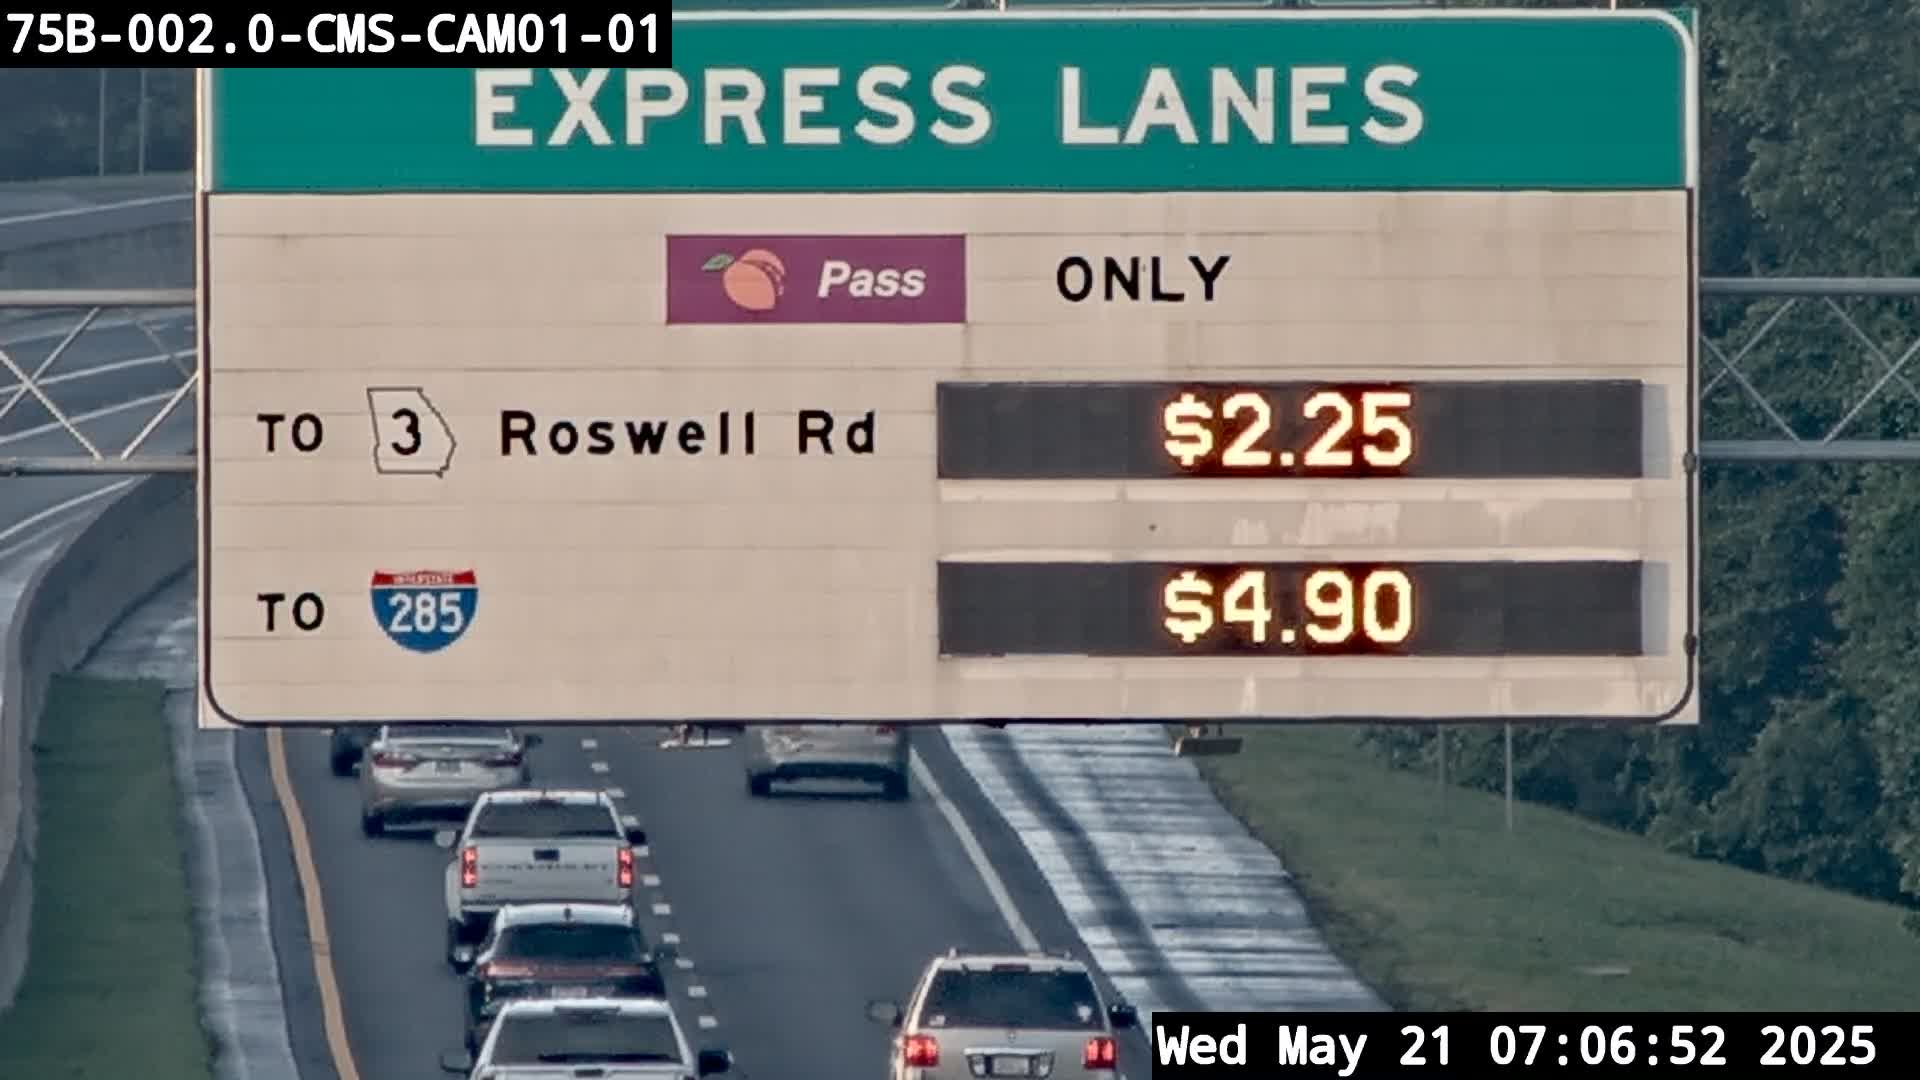 75B-002.0-CMS-CAM01-01
EXPRESS LANES
Pass ONLY
TO 3 Roswell Rd $2.25
TO INTERSTATE 285 $4.90
Wed May 21 07:06:52 2025